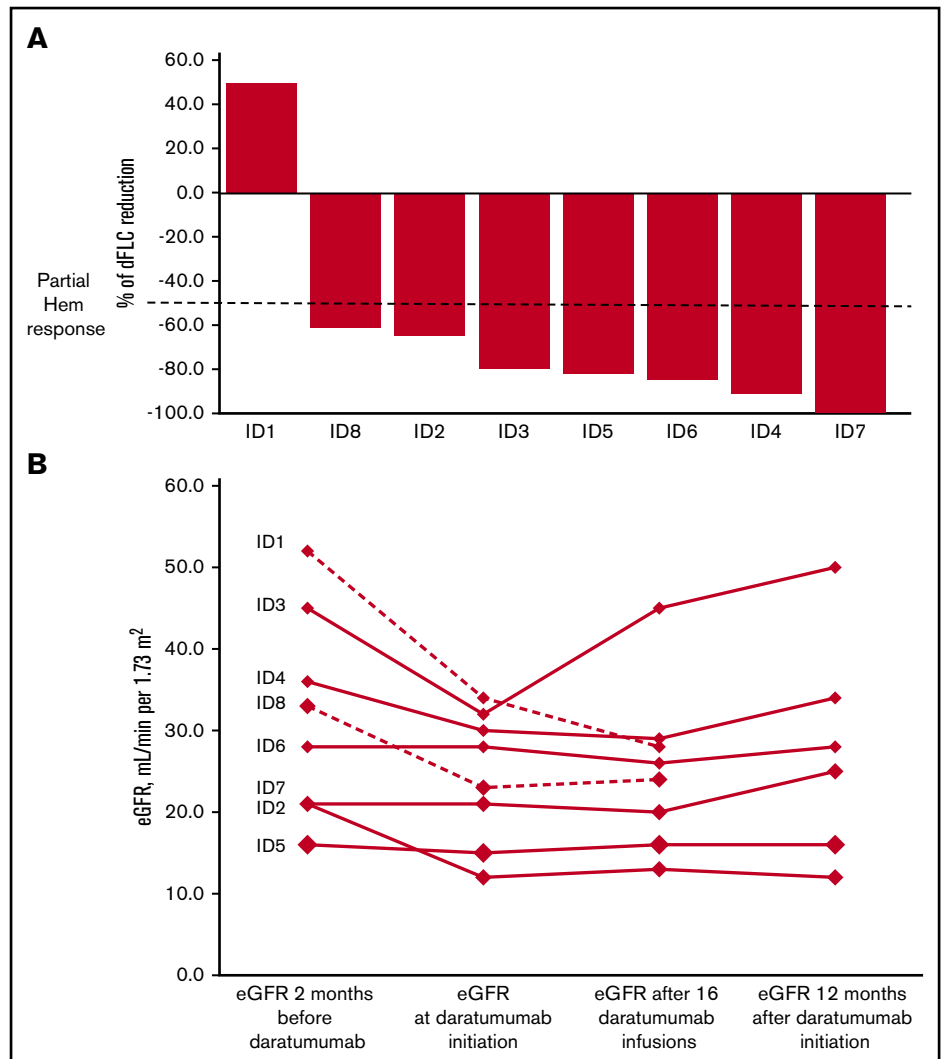 A
60.0
40.0
20.0
0.0
-20.0
-40.0
-60.0
-80.0
-100.0
% of dFLC reduction
Partial
Hem
response
ID1 ID8 ID2 ID3 ID5 ID6 ID4 ID7
B
60.0
50.0
40.0
30.0
20.0
10.0
0.0
eGFR, mL/min per 1.73 m²
ID1
ID3
ID4
ID8
ID6
ID7
ID2
ID5
eGFR 2 months
before
daratumumab
eGFR
at daratumumab
initiation
eGFR after 16
daratumumab
infusions
eGFR 12 months
after daratumumab
initiation